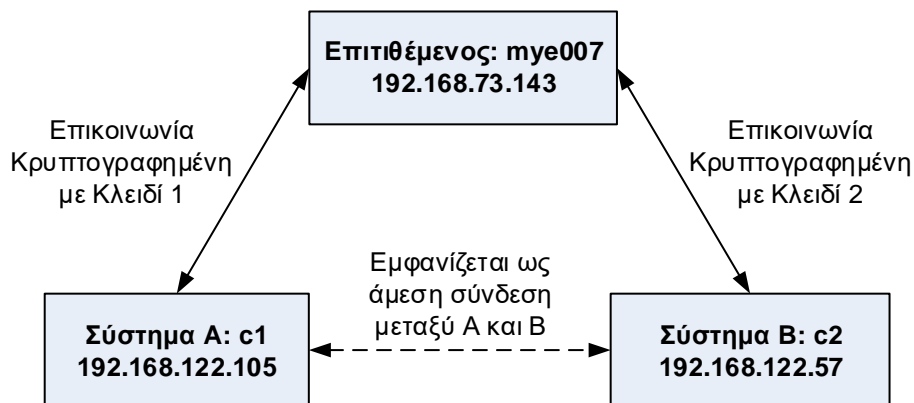 Επιτιθέμενος: mye007
192.168.73.143
Επικοινωνία
Κρυπτογραφημένη
με Κλειδί 1
Επικοινωνία
Κρυπτογραφημένη
με Κλειδί 2
Εμφανίζεται ως
άμεση σύνδεση
μεταξύ Α και Β
Σύστημα Α: c1
192.168.122.105
Σύστημα Β: c2
192.168.122.57